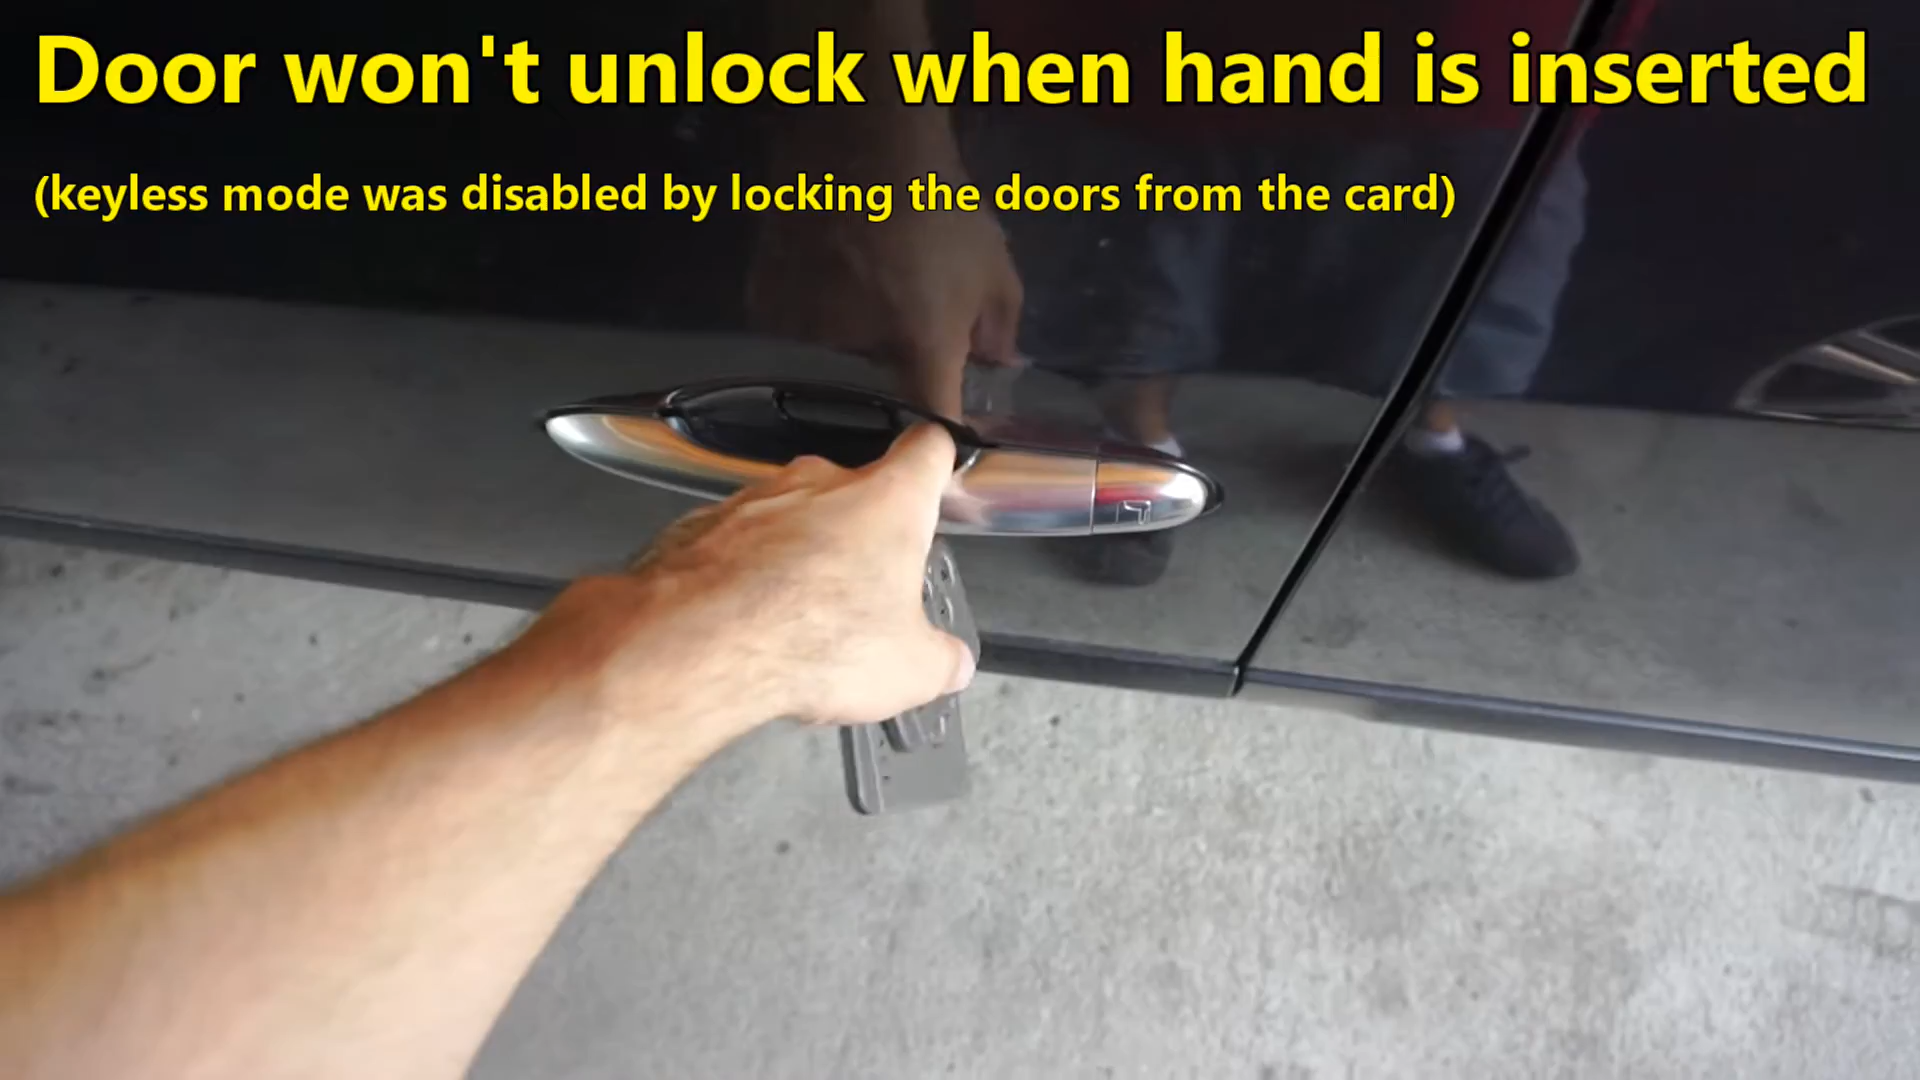 Door won't unlock when hand is inserted
(keyless mode was disabled by locking the doors from the card)